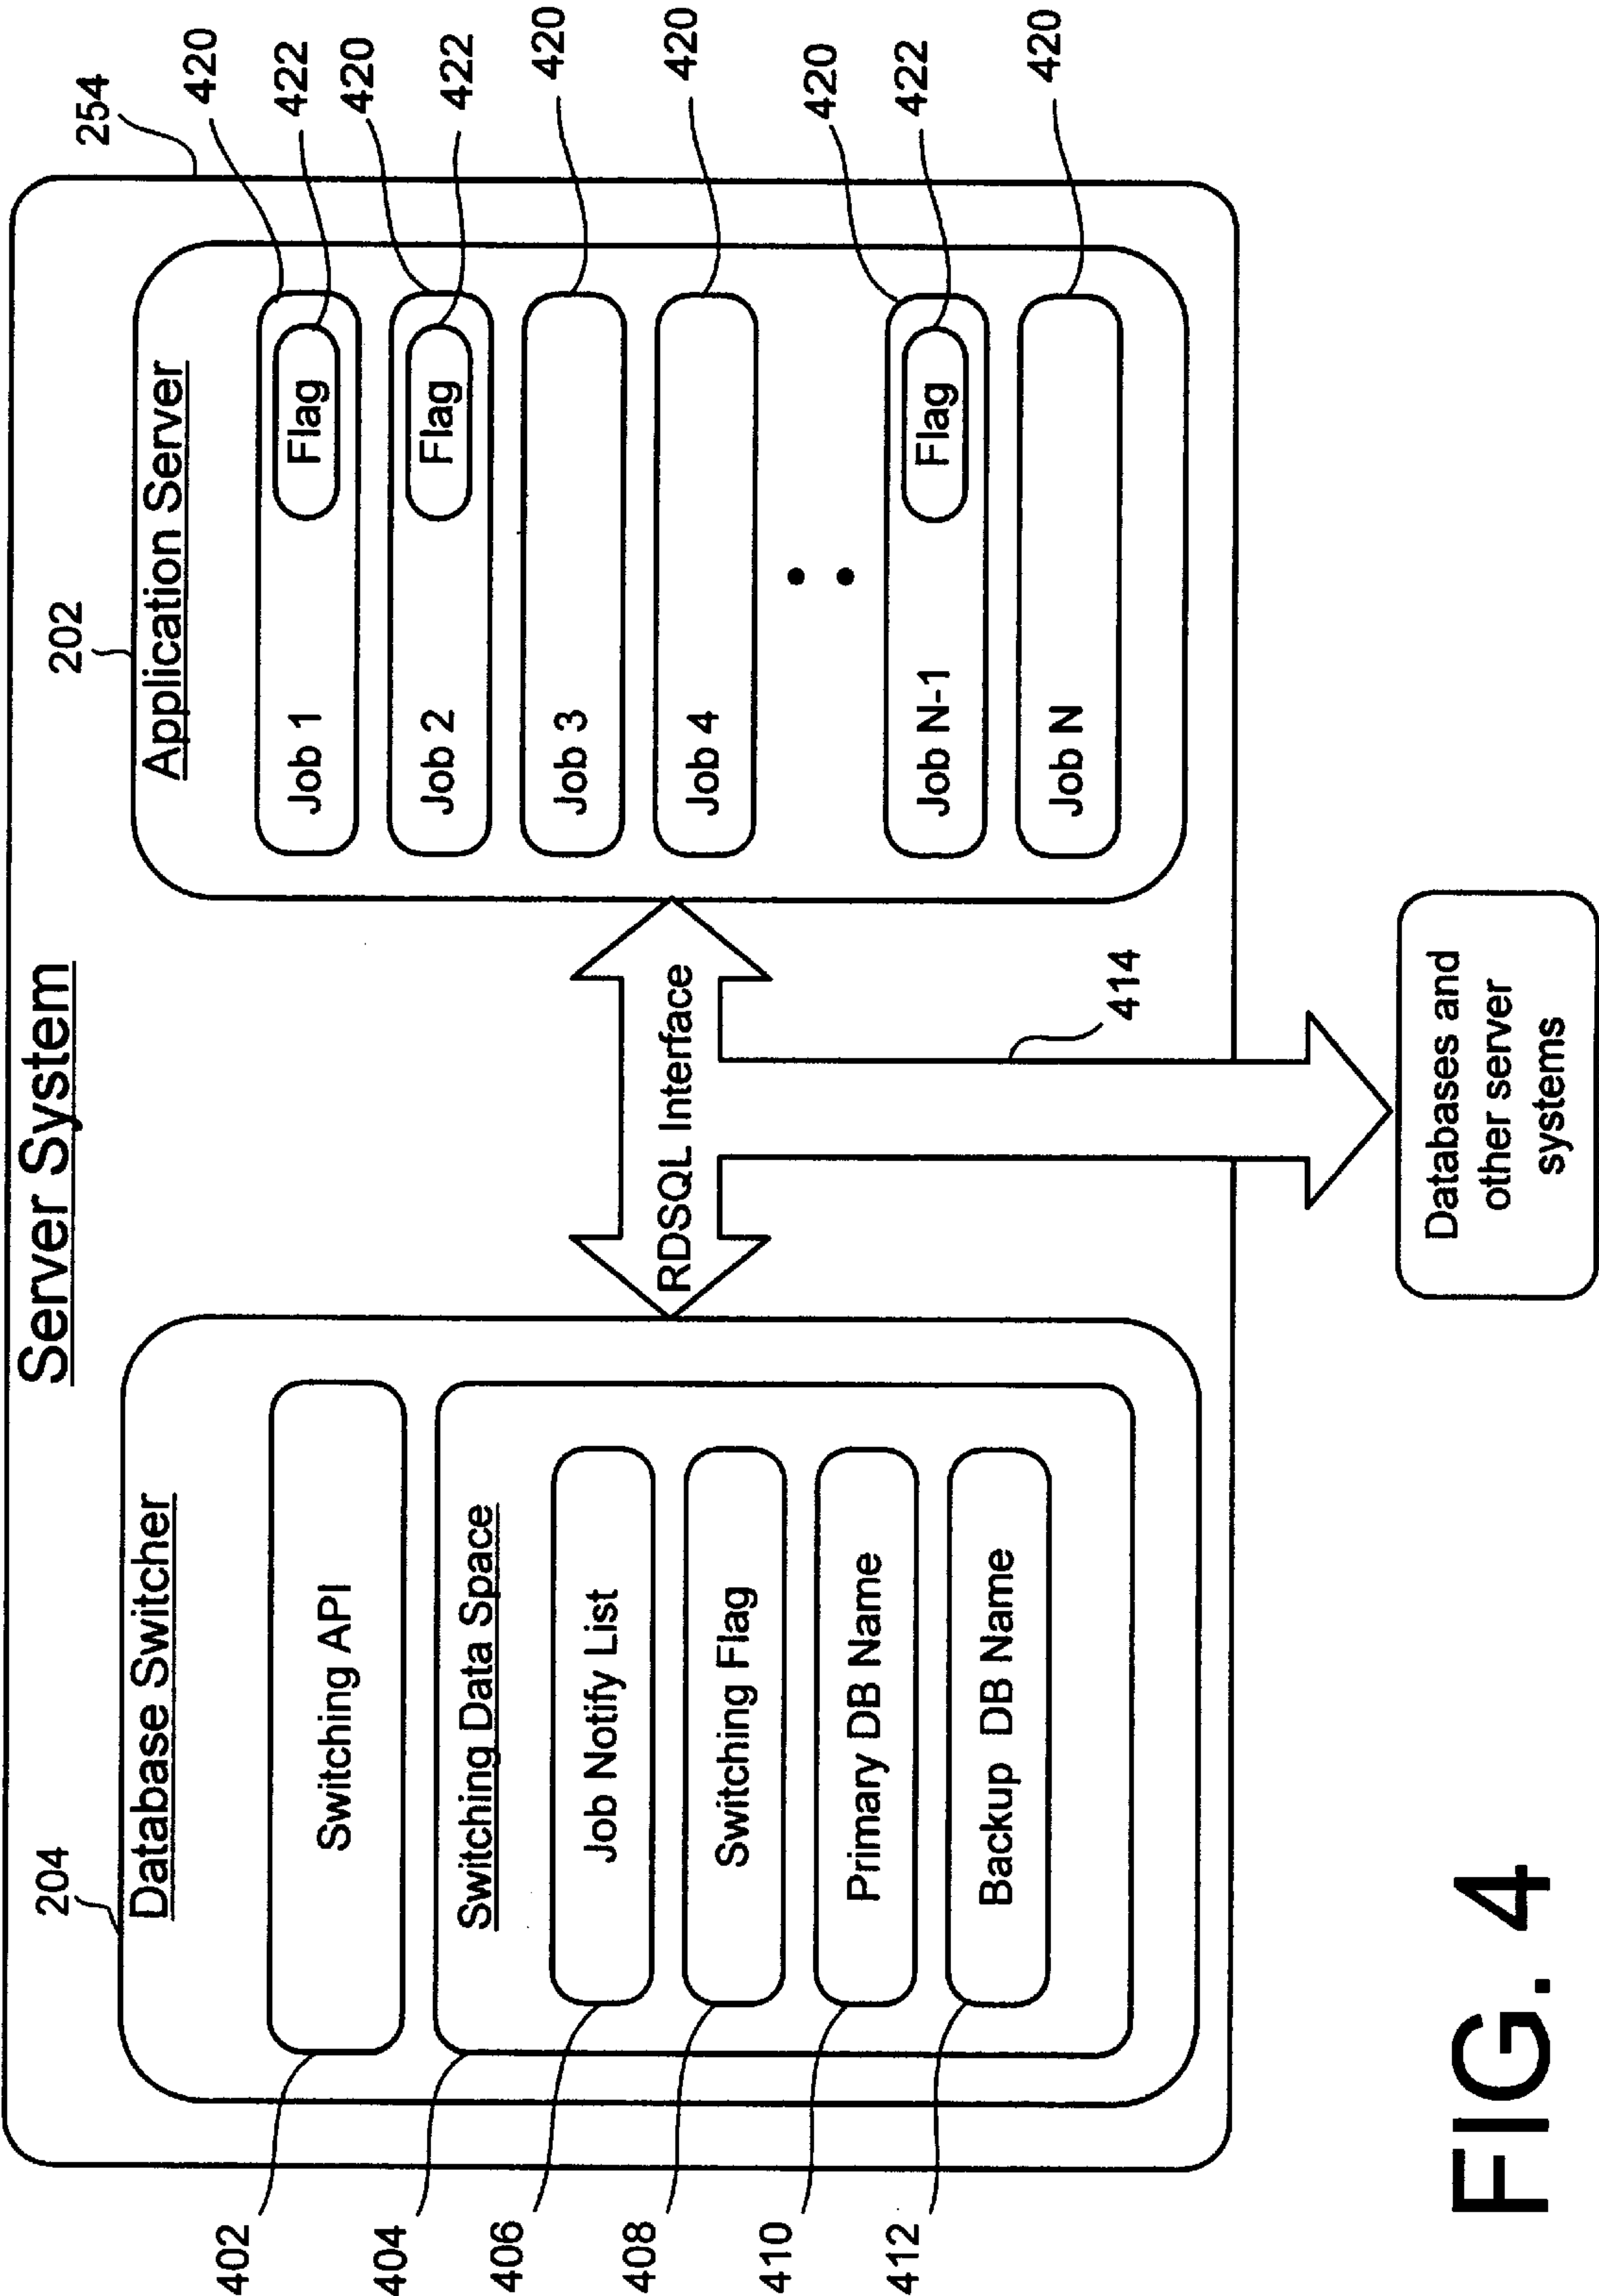 Server System
204
Database Switcher
402
Switching API
404
Switching Data Space
406
Job Notify List
408
Switching Flag
410
Primary DB Name
412
Backup DB Name
RDSQL Interface
414
Databases and
other server
systems
254
202
Application Server
420
Job 1
Flag
422
420
Job 2
Flag
422
Job 3
420
Job 4
420
420
Job N-1
Flag
422
Job N
420
FIG. 4